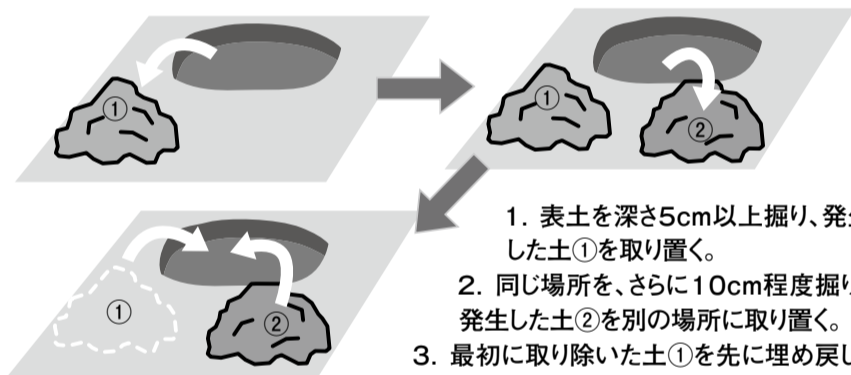 ①
①
②
①
②
1. 表土を深さ5cm以上掘り、発生
した土①を取り置く。
2. 同じ場所を、さらに10cm程度掘り
発生した土②を別の場所に取り置く。
3. 最初に取り除いた土①を先に埋め戻し